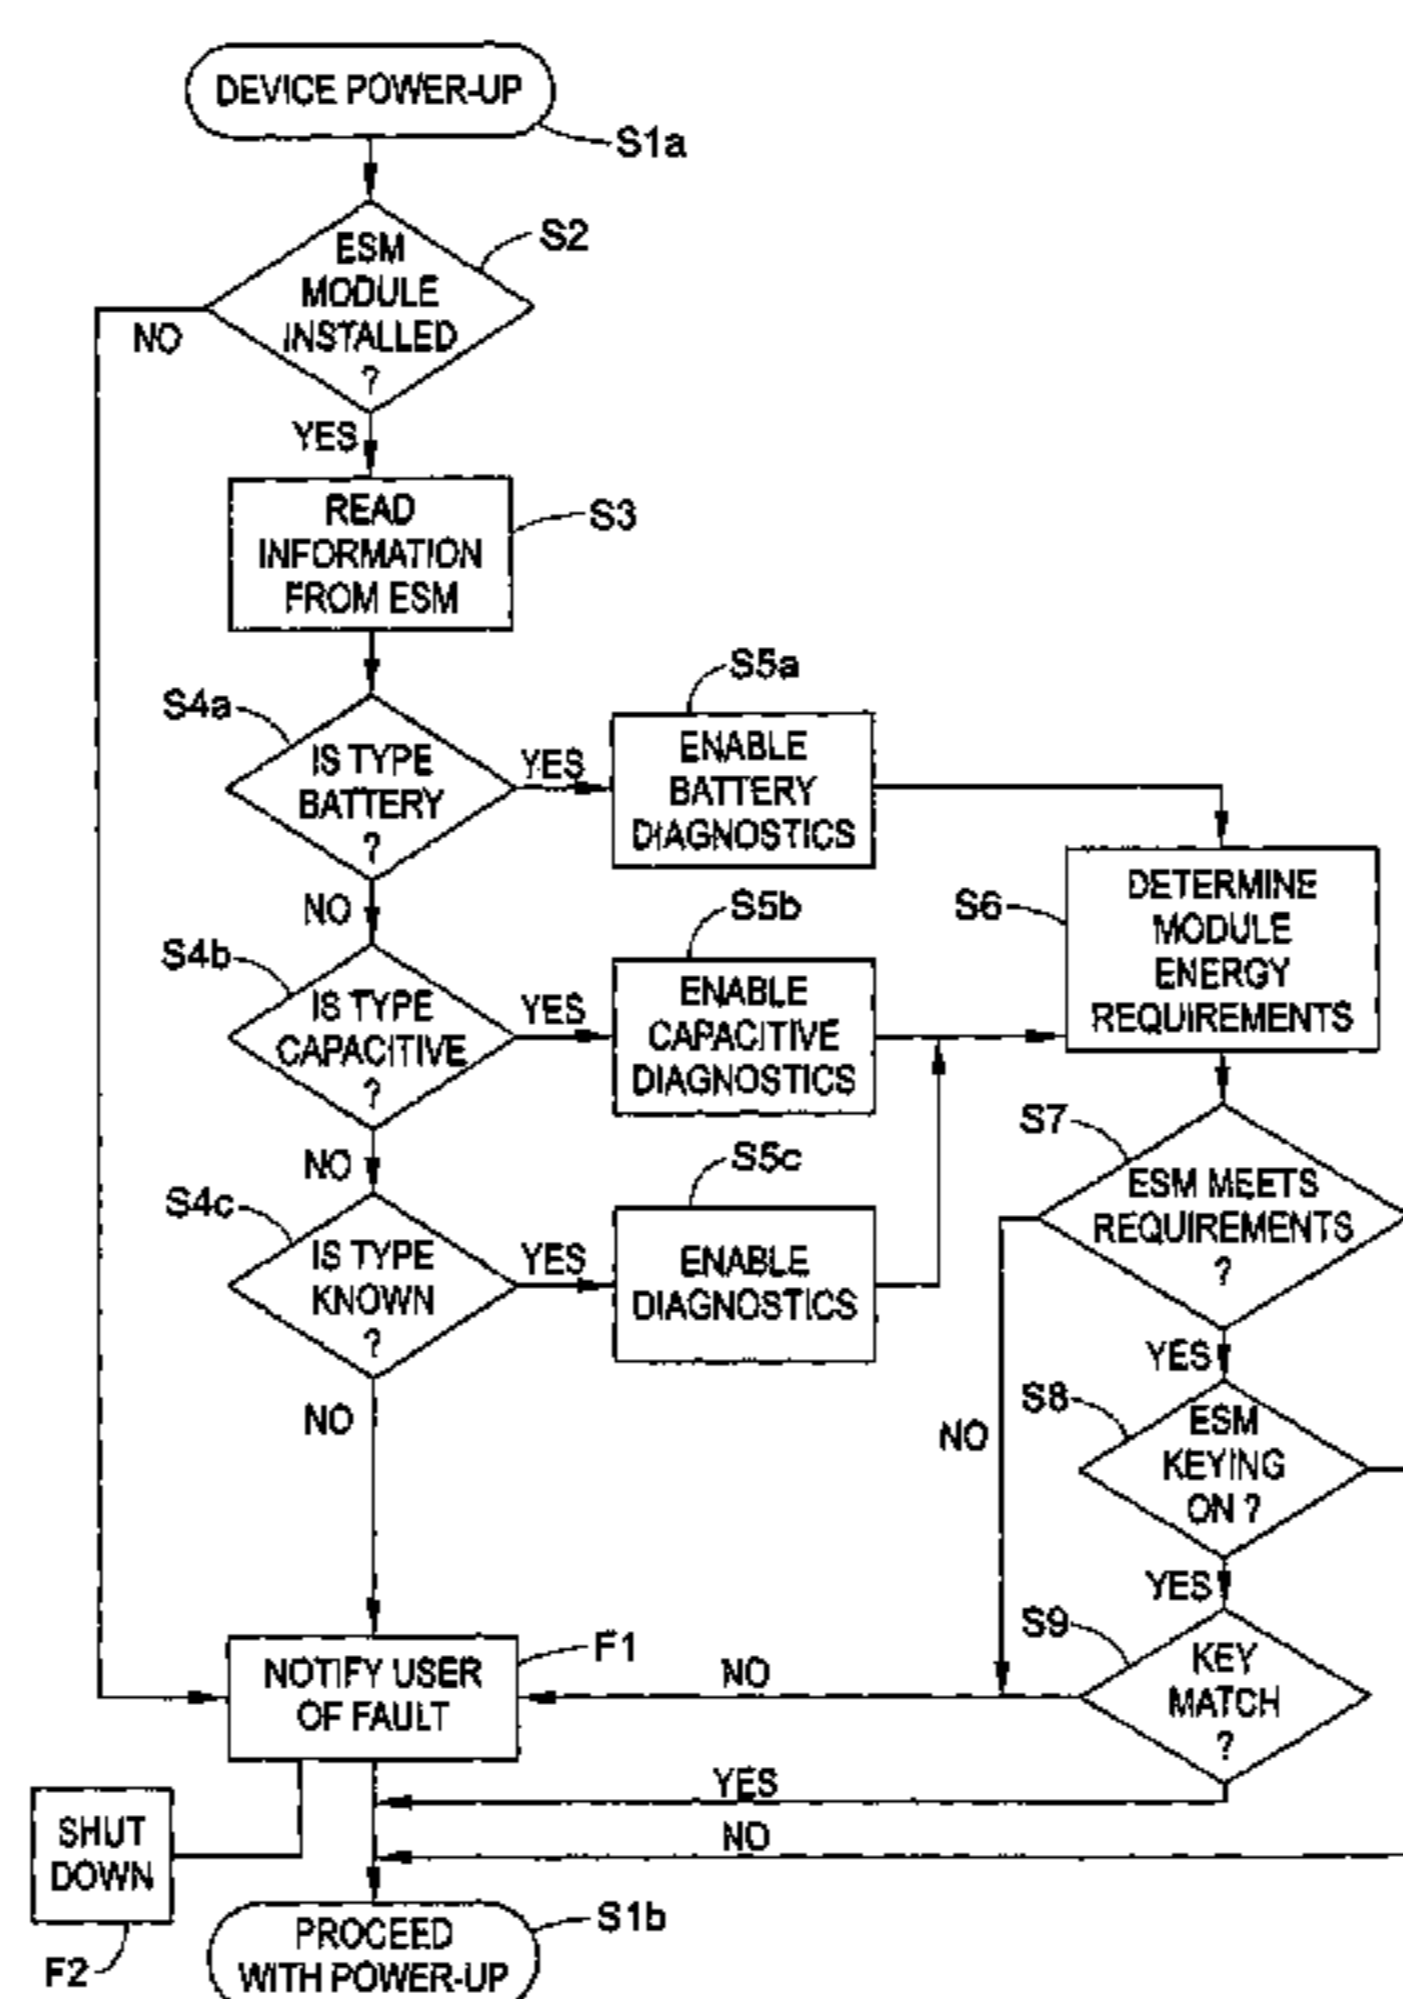 DEVICE POWER-UP
S1a
ESM
MODULE
INSTALLED
?
S2
NO
YES
READ
INFORMATION
FROM ESM
S3
S4a
IS TYPE
BATTERY
?
YES
S5a
ENABLE
BATTERY
DIAGNOSTICS
NO
S4b
IS TYPE
CAPACITIVE
?
YES
S5b
ENABLE
CAPACITIVE
DIAGNOSTICS
S6
DETERMINE
MODULE
ENERGY
REQUIREMENTS
NO
S4c
IS TYPE
KNOWN
?
YES
S5c
ENABLE
DIAGNOSTICS
S7
ESM MEETS
REQUIREMENTS
?
NO
YES
NO
S8
ESM
KEYING
ON ?
YES
S9
KEY
MATCH
?
NO
NOTIFY USER
OF FAULT
F1
YES
NO
SHUT
DOWN
F2
PROCEED
WITH POWER-UP
S1b